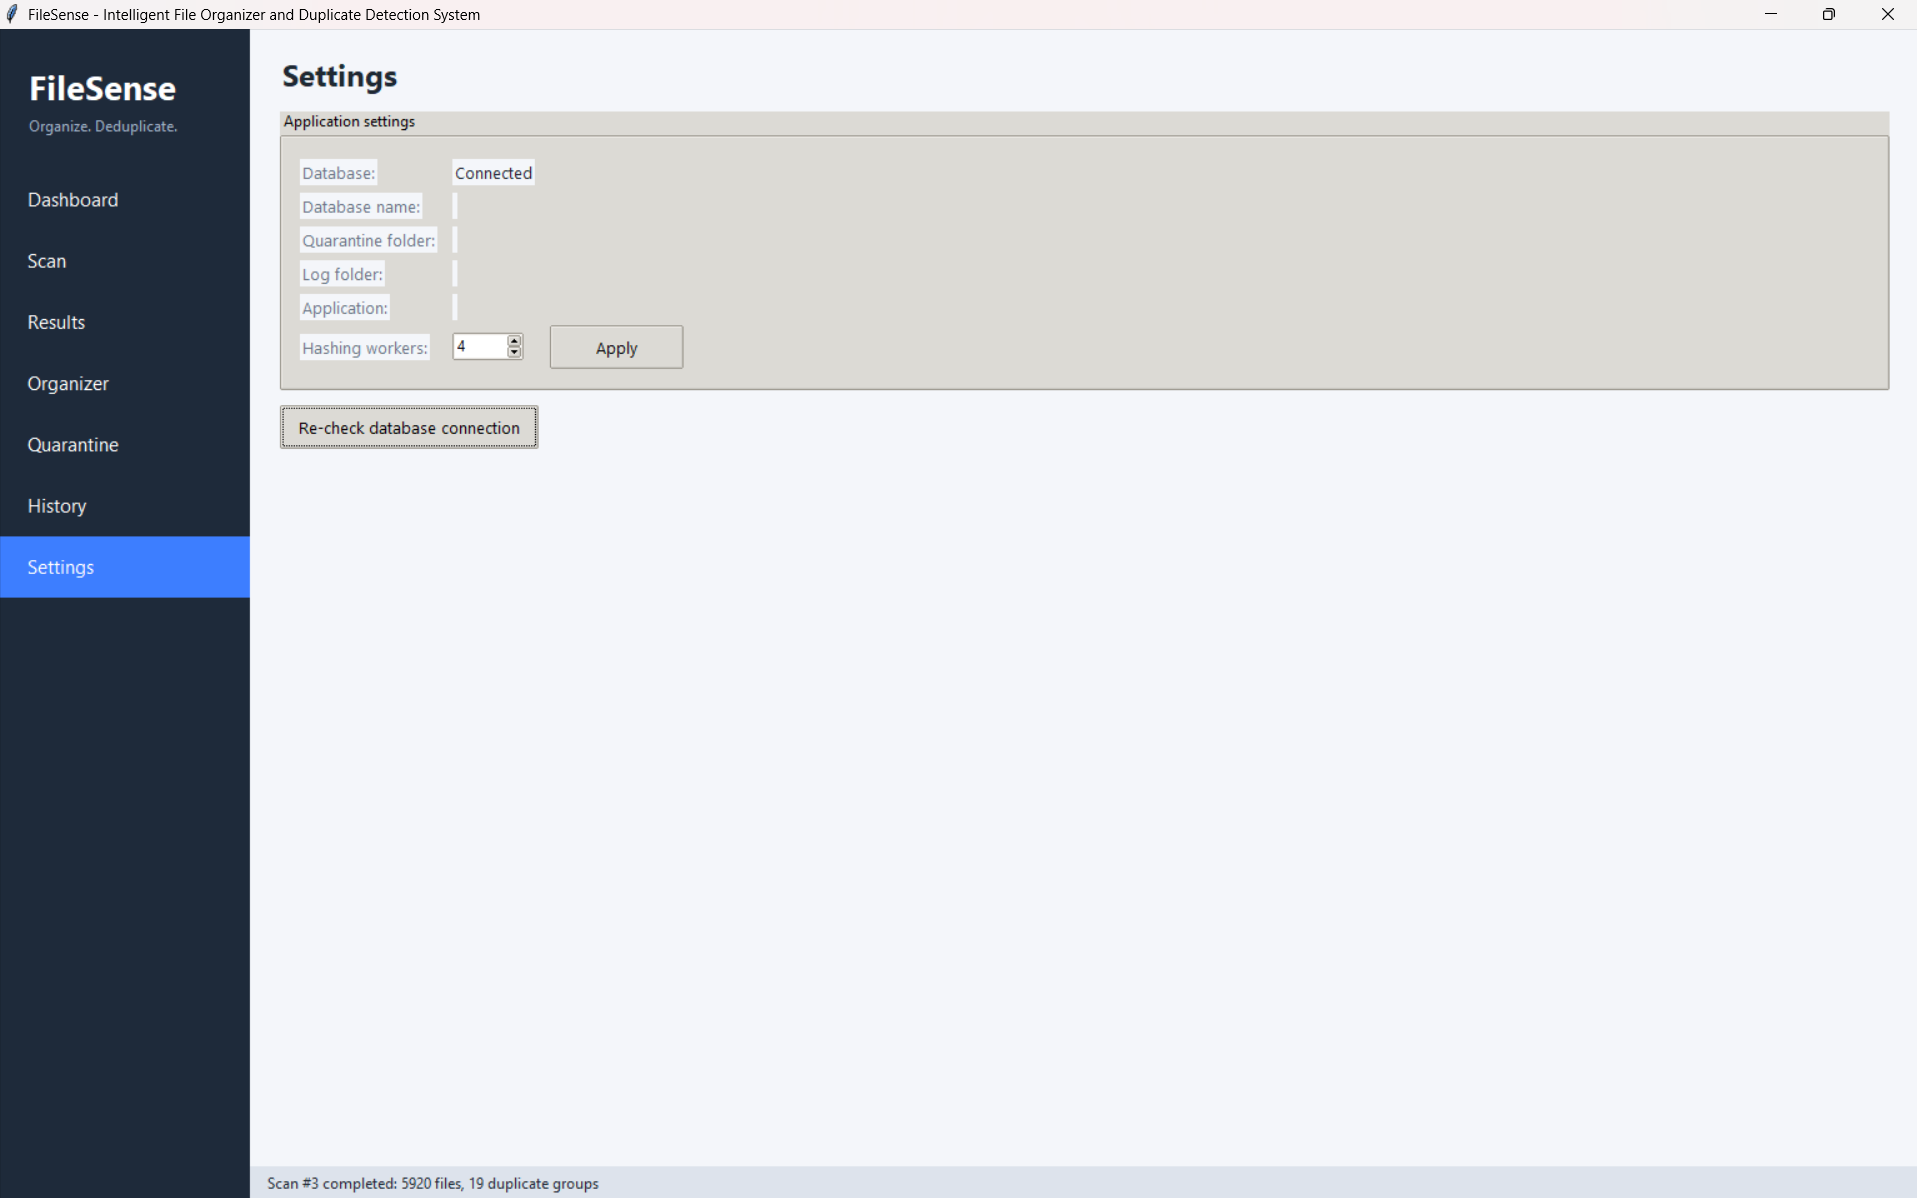 FileSense - Intelligent File Organizer and Duplicate Detection System
FileSense
Organize. Deduplicate.
Dashboard
Scan
Results
Organizer
Quarantine
History
Settings
Settings
Application settings
Database: Connected
Database name:
Quarantine folder:
Log folder:
Application:
Hashing workers: 4 Apply
Re-check database connection
Scan #3 completed: 5920 files, 19 duplicate groups